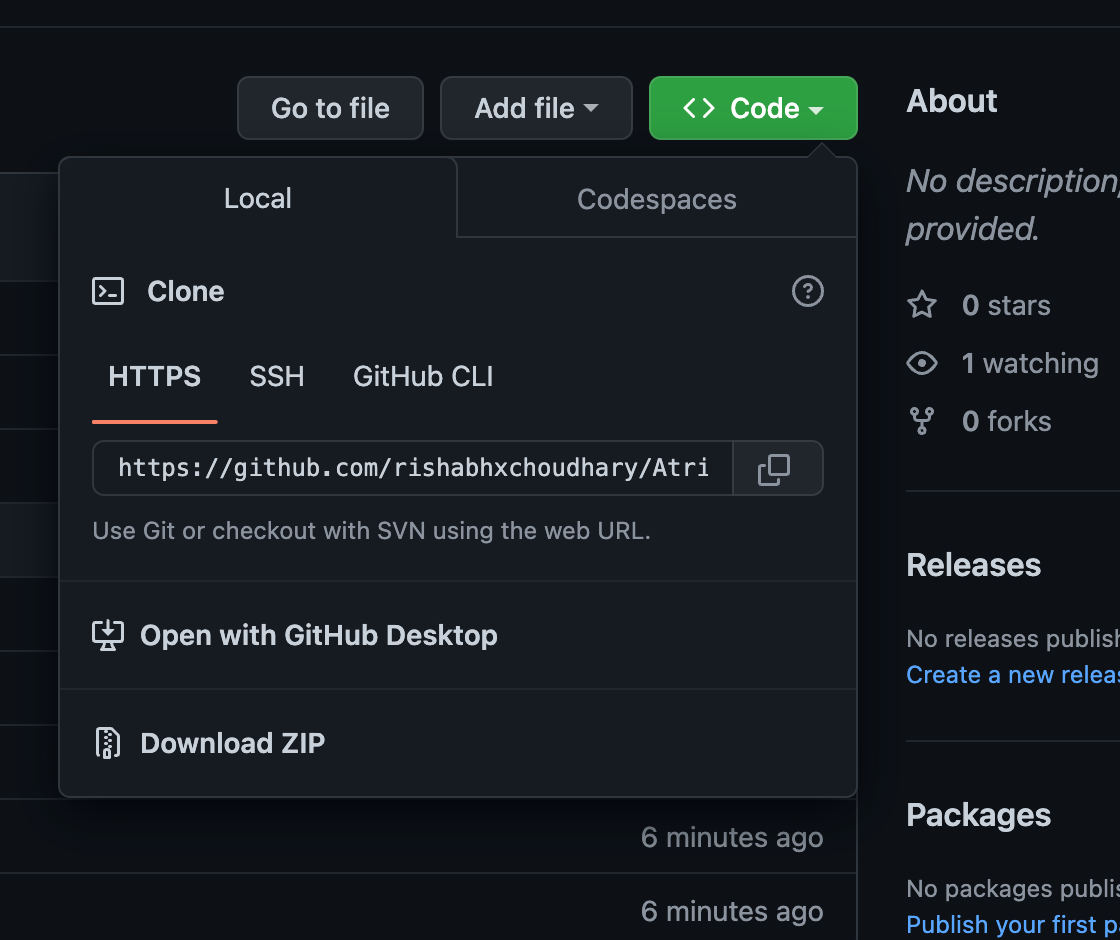 Go to file
Add file
Code
Local
Codespaces
Clone
HTTPS
SSH
GitHub CLI
https://github.com/rishabhxchoudhary/Atri
Use Git or checkout with SVN using the web URL.
Open with GitHub Desktop
Download ZIP
6 minutes ago
6 minutes ago
About
No description,
provided.
0 stars
1 watching
0 forks
Releases
No releases
Create a new
Packages
No packages
Publish your first